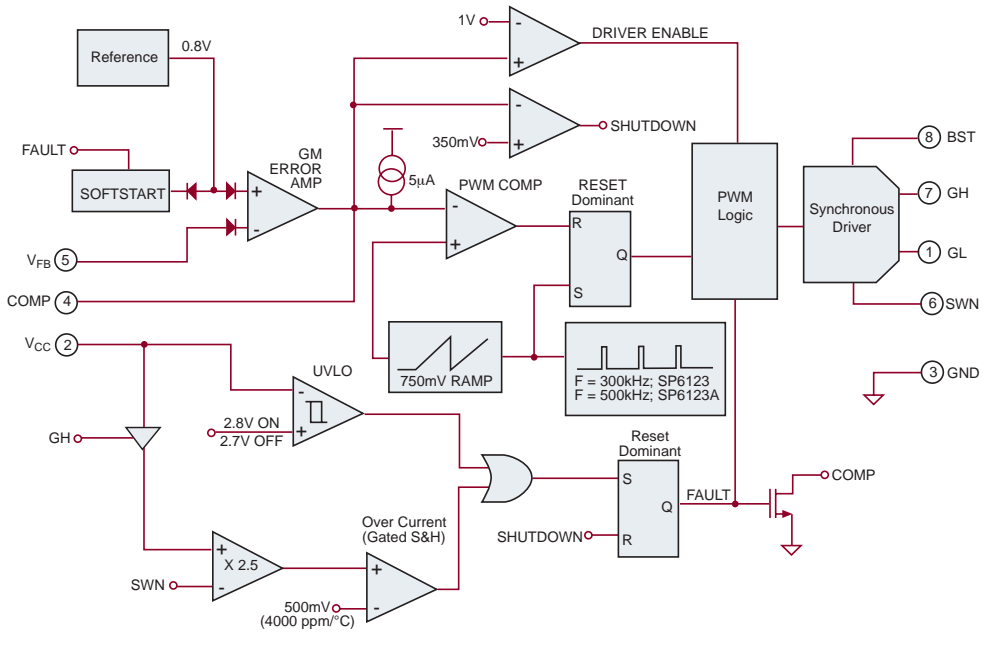 1V
-
+
DRIVER ENABLE
Reference
0.8V
-
+
350mV
SHUTDOWN
FAULT
SOFTSTART
GM
ERROR
AMP
+
-
5μA
PWM COMP
-
+
RESET
Dominant
R
Q
S
PWM
Logic
Synchronous
Driver
8 BST
7 GH
1 GL
6 SWN
3 GND
VFB 5
COMP 4
VCC 2
750mV RAMP
F = 300kHz; SP6123
F = 500kHz; SP6123A
UVLO
-
+
2.8V ON
2.7V OFF
GH
Reset
Dominant
S
Q
R
FAULT
COMP
SHUTDOWN
Over Current
(Gated S&H)
+
-
+
X 2.5
-
SWN
500mV
(4000 ppm/°C)